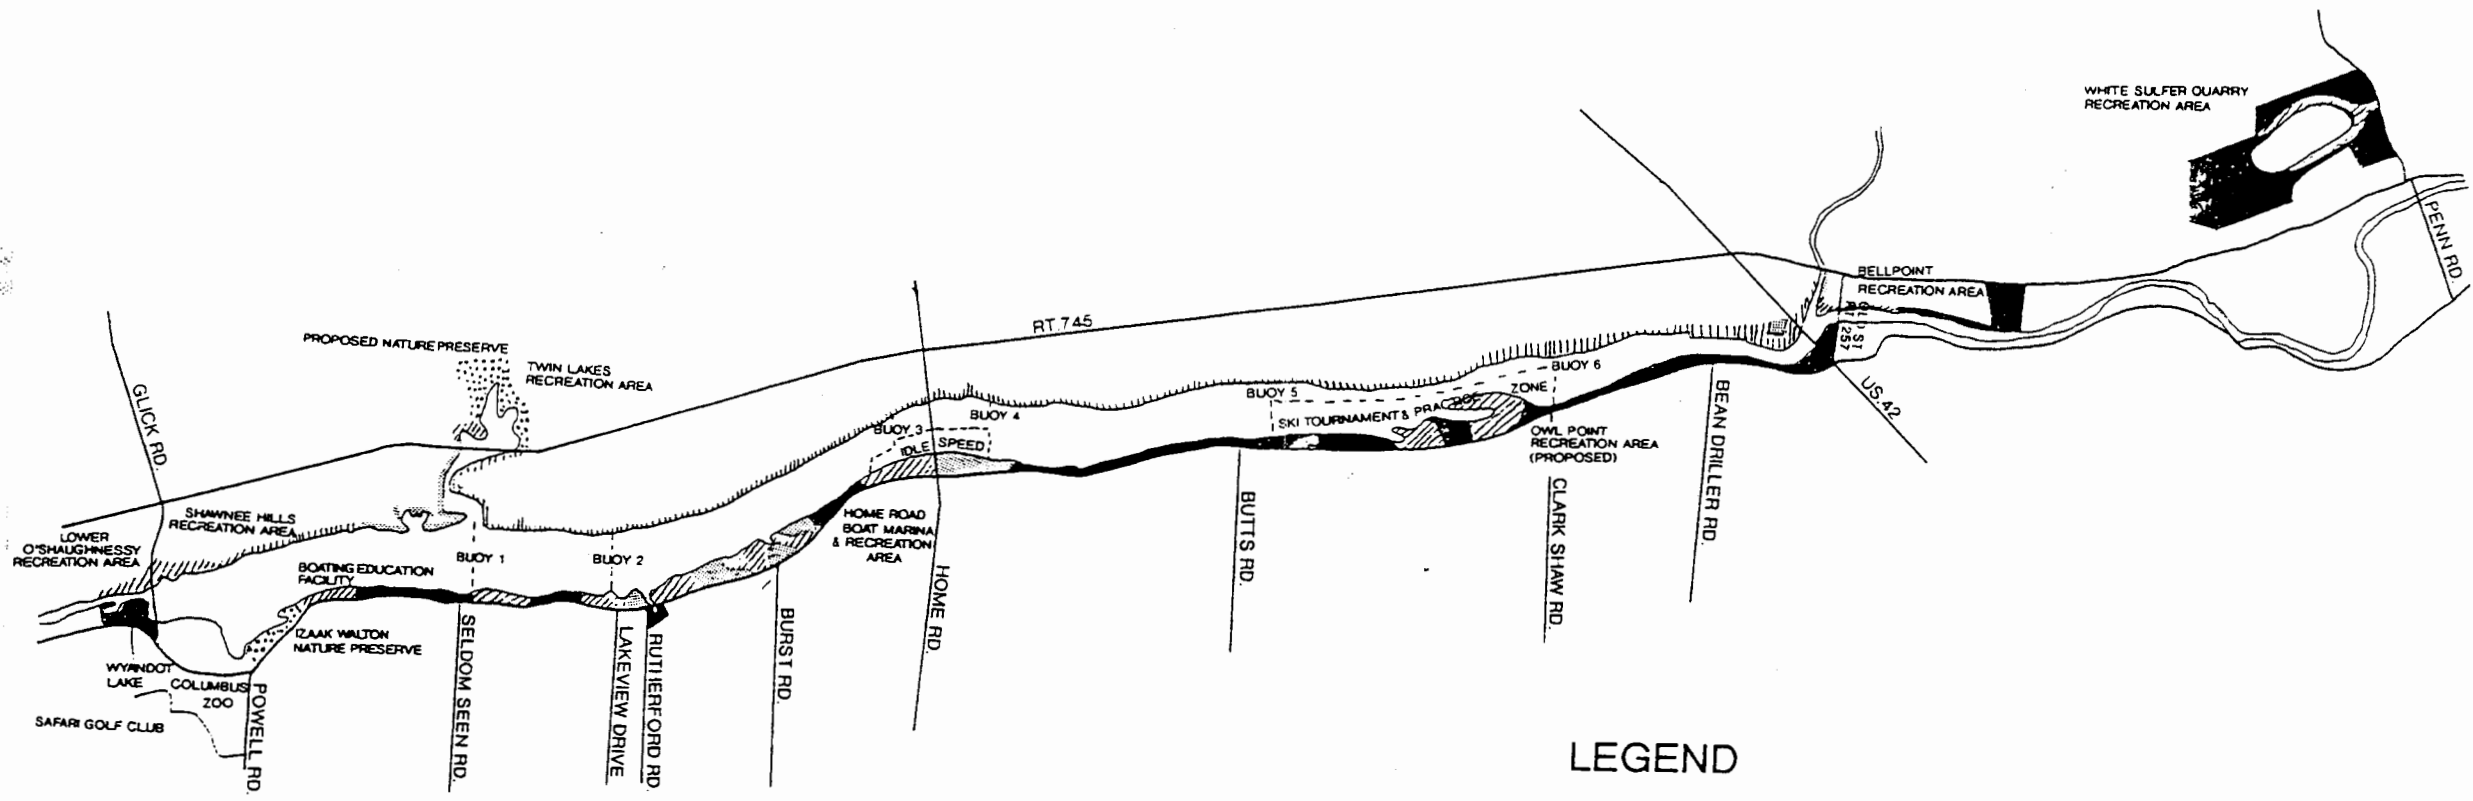 WHITE SULFER QUARRY
RECREATION AREA
PENN RD.
BELLPOINT
RECREATION AREA
OLD ST
RT 257
US.42
RT.745
PROPOSED NATURE PRESERVE
TWIN LAKES
RECREATION AREA
GLICK RD.
SHAWNEE HILLS
RECREATION AREA
LOWER
O'SHAUGHNESSY
RECREATION AREA
BUOY 1
BUOY 2
BUOY 3
BUOY 4
BUOY 5
BUOY 6
IDLE SPEED
SKI TOURNAMENT & PRACTICE ZONE
OWL POINT
RECREATION AREA
(PROPOSED)
HOME ROAD
BOAT MARINA
& RECREATION
AREA
BOATING EDUCATION
FACILITY
IZAAK WALTON
NATURE PRESERVE
WYANDOT
LAKE
COLUMBUS
ZOO
SAFARI GOLF CLUB
POWELL RD.
SELDOM SEEN RD.
LAKEVIEW DRIVE
RUTHERFORD RD.
BURST RD.
HOME RD.
BUTTS RD.
CLARK SHAW RD.
BEAN DRILLER RD.
LEGEND